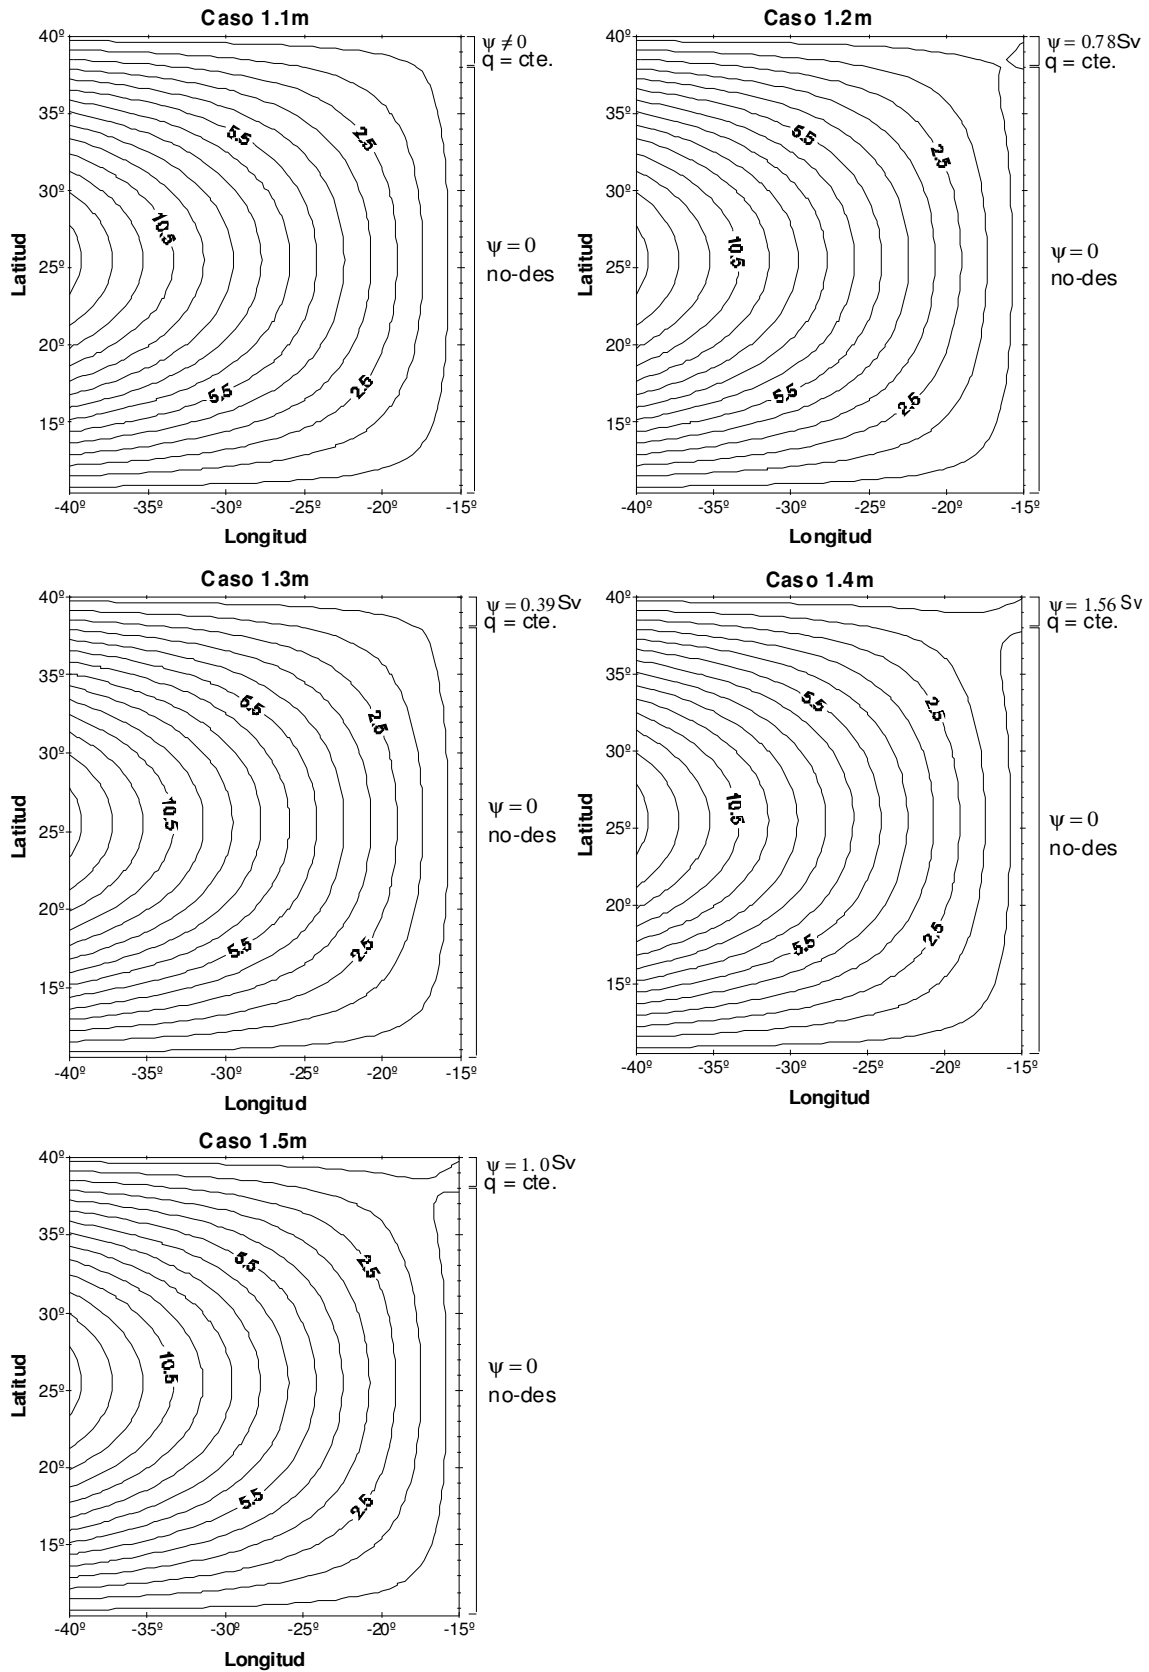 Caso 1.1m
40º
35º
30º
25º
20º
15º
Latitud
-40º -35º -30º -25º -20º -15º
Longitud
5.5
2.5
10.5
5.5
2.5
ψ ≠ 0
q = cte.
ψ = 0
no-des
Caso 1.2m
40º
35º
30º
25º
20º
15º
Latitud
-40º -35º -30º -25º -20º -15º
Longitud
5.5
2.5
10.5
5.5
2.5
ψ = 0.78Sv
q = cte.
ψ = 0
no-des
Caso 1.3m
40º
35º
30º
25º
20º
15º
Latitud
-40º -35º -30º -25º -20º -15º
Longitud
5.5
2.5
10.5
5.5
2.5
ψ = 0.39Sv
q = cte.
ψ = 0
no-des
Caso 1.4m
40º
35º
30º
25º
20º
15º
Latitud
-40º -35º -30º -25º -20º -15º
Longitud
5.5
2.5
10.5
5.5
2.5
ψ = 1.56 Sv
q = cte.
ψ = 0
no-des
Caso 1.5m
40º
35º
30º
25º
20º
15º
Latitud
-40º -35º -30º -25º -20º -15º
Longitud
5.5
2.5
10.5
5.5
2.5
ψ = 1.0Sv
q = cte.
ψ = 0
no-des